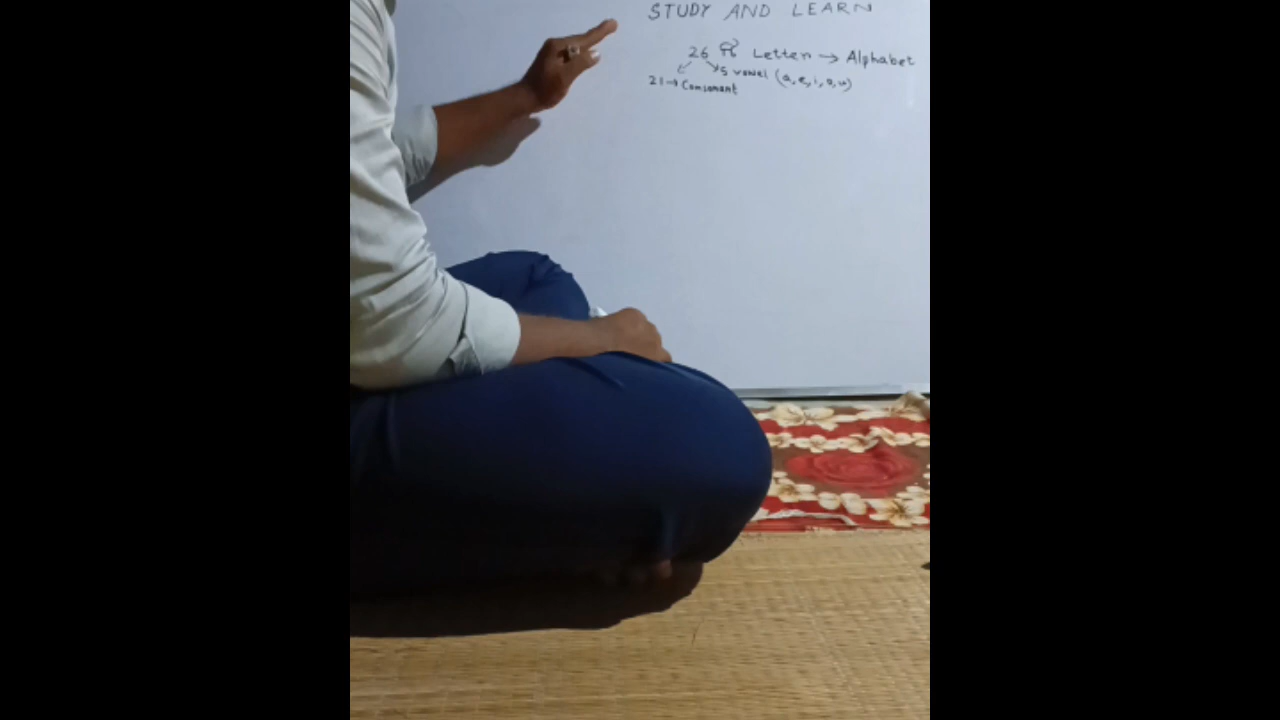 STUDY AND LEARN
26 টি Letter → Alphabet
5 vowel (a, e, i, o, u)
21 → Consonant